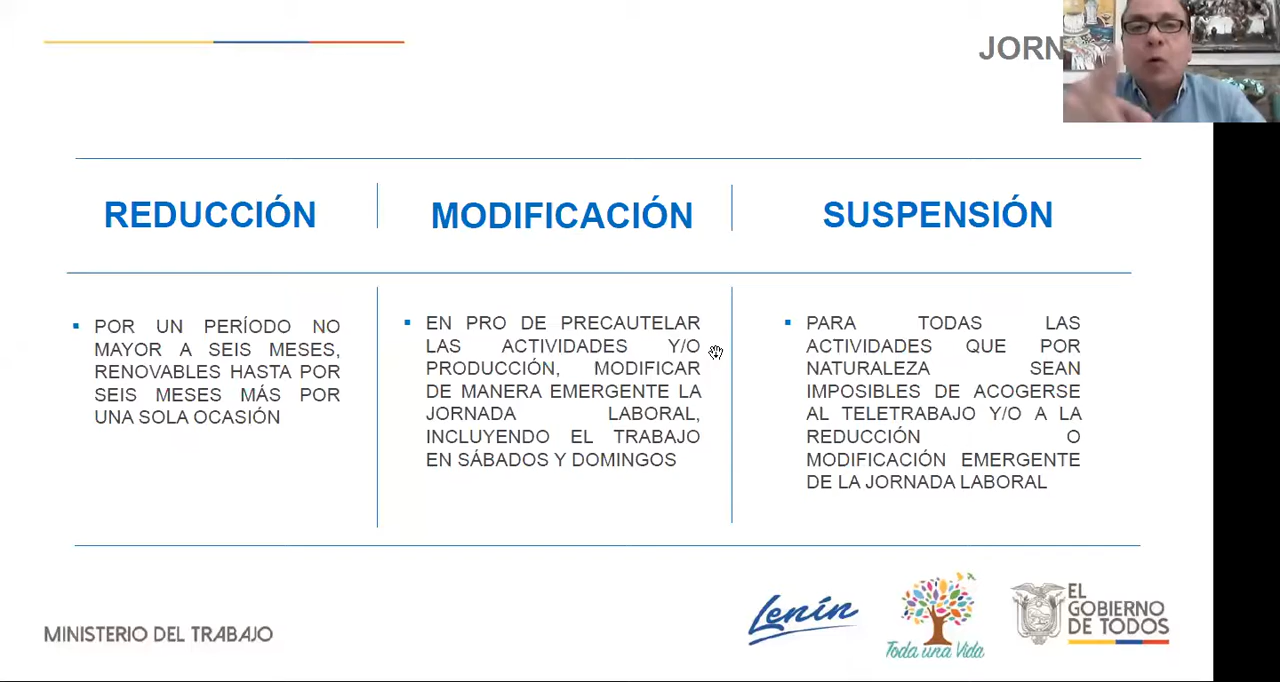 JORN
REDUCCIÓN
MODIFICACIÓN
SUSPENSIÓN
POR UN PERÍODO NO
MAYOR A SEIS MESES,
RENOVABLES HASTA POR
SEIS MESES MÁS POR
UNA SOLA OCASIÓN
EN PRO DE PRECAUTELAR
LAS ACTIVIDADES Y/O
PRODUCCIÓN, MODIFICAR
DE MANERA EMERGENTE LA
JORNADA LABORAL,
INCLUYENDO EL TRABAJO
EN SÁBADOS Y DOMINGOS
PARA TODAS LAS
ACTIVIDADES QUE POR
NATURALEZA SEAN
IMPOSIBLES DE ACOGERSE
AL TELETRABAJO Y/O A LA
REDUCCIÓN O
MODIFICACIÓN EMERGENTE
DE LA JORNADA LABORAL
MINISTERIO DEL TRABAJO
Lenín
Toda una Vida
EL
GOBIERNO
DE TODOS